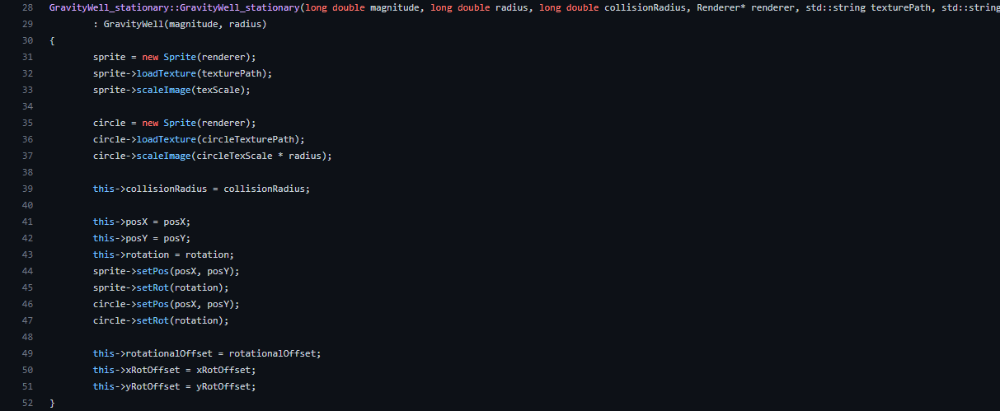 28 GravityWell_stationary::GravityWell_stationary(long double magnitude, long double radius, long double collisionRadius, Renderer* renderer, std::string texturePath, std::string
29 : GravityWell(magnitude, radius)
30 {
31 sprite = new Sprite(renderer);
32 sprite->loadTexture(texturePath);
33 sprite->scaleImage(texScale);
34
35 circle = new Sprite(renderer);
36 circle->loadTexture(circleTexturePath);
37 circle->scaleImage(circleTexScale * radius);
38
39 this->collisionRadius = collisionRadius;
40
41 this->posX = posX;
42 this->posY = posY;
43 this->rotation = rotation;
44 sprite->setPos(posX, posY);
45 sprite->setRot(rotation);
46 circle->setPos(posX, posY);
47 circle->setRot(rotation);
48
49 this->rotationalOffset = rotationalOffset;
50 this->xRotOffset = xRotOffset;
51 this->yRotOffset = yRotOffset;
52 }